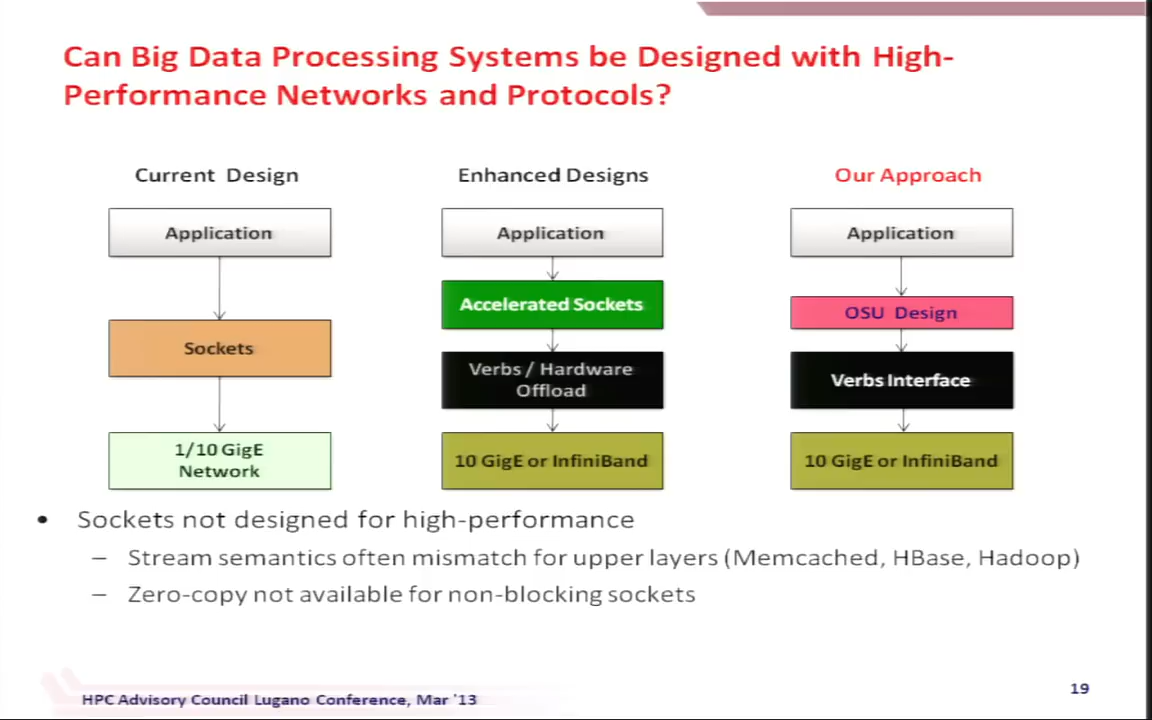 Can Big Data Processing Systems be Designed with High-
Performance Networks and Protocols?
Current Design
Application
Sockets
1/10 GigE
Network
Enhanced Designs
Application
Accelerated Sockets
Verbs / Hardware
Offload
10 GigE or InfiniBand
Our Approach
Application
OSU Design
Verbs Interface
10 GigE or InfiniBand
• Sockets not designed for high-performance
– Stream semantics often mismatch for upper layers (Memcached, HBase, Hadoop)
– Zero-copy not available for non-blocking sockets
HPC Advisory Council Lugano Conference, Mar '13
19